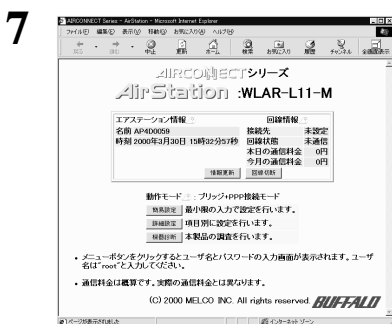 7
AIRCONNECT Series - AirStation - Microsoft Internet Explorer
ファイル(F) 編集(E) 表示(V) 移動(G) お気に入り(A) ヘルプ(H)
戻る 進む 中止 更新 ホーム 検索 お気に入り 履歴 チャンネル 全画面表示
AIRCONNECTシリーズ
AirStation :WLAR-L11-M
エアステーション情報 ? 回線情報 ?
名前 AP4D0059 接続先 未設定
時刻 2000年3月30日 15時32分57秒 回線状態 未通信
本日の通信料金 0円
今月の通信料金 0円
情報更新 回線切断
動作モード ? : ブリッジ+PPP接続モード
簡易設定 最小限の入力で設定を行います。
詳細設定 項目別に設定を行います。
機器診断 本製品の調査を行います。
• メニューボタンをクリックするとユーザ名とパスワードの入力画面が表示されます。ユーザ
名は"root"と入力してください。
• 通信料金は概算です。実際の通信料金とは異なります。
(C) 2000 MELCO INC. All rights reserved. BUFFALO
ページが表示されました インターネット ゾーン